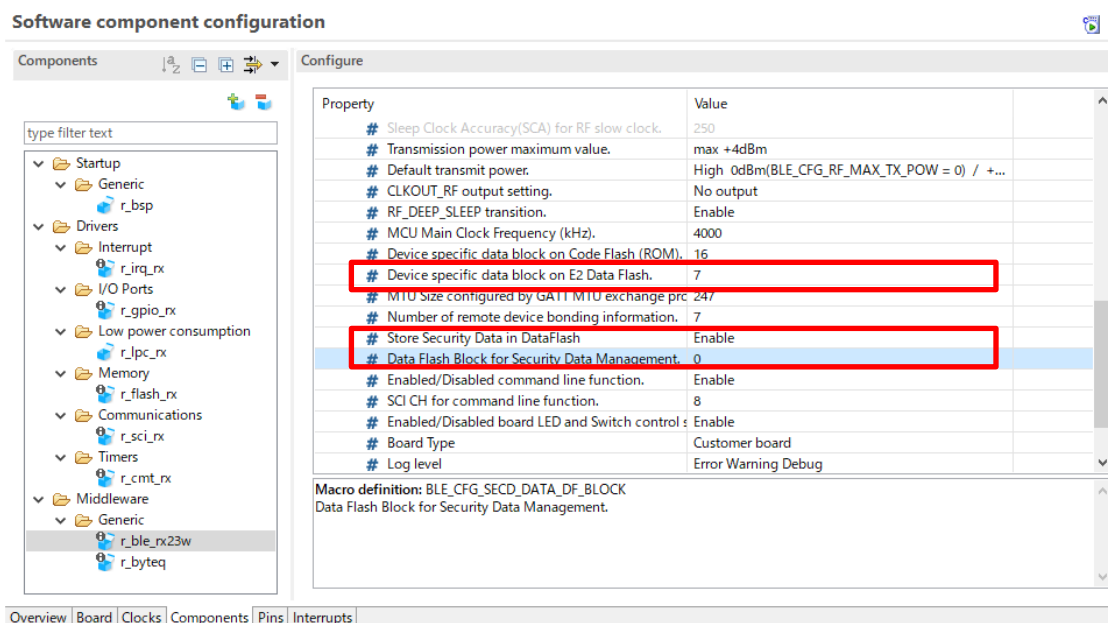 Software component configuration
Components
type filter text
Startup
Generic
r_bsp
Drivers
Interrupt
r_irq_rx
I/O Ports
r_gpio_rx
Low power consumption
r_lpc_rx
Memory
r_flash_rx
Communications
r_sci_rx
Timers
r_cmt_rx
Middleware
Generic
r_ble_rx23w
r_byteq
Configure
Property Value
# Sleep Clock Accuracy(SCA) for RF slow clock. 250
# Transmission power maximum value. max +4dBm
# Default transmit power. High 0dBm(BLE_CFG_RF_MAX_TX_POW = 0) / +...
# CLKOUT_RF output setting. No output
# RF_DEEP_SLEEP transition. Enable
# MCU Main Clock Frequency (kHz). 4000
# Device specific data block on Code Flash (ROM). 16
# Device specific data block on E2 Data Flash. 7
# MTU Size configured by GATT MTU exchange prc 247
# Number of remote device bonding information. 7
# Store Security Data in DataFlash Enable
# Data Flash Block for Security Data Management. 0
# Enabled/Disabled command line function. Enable
# SCI CH for command line function. 8
# Enabled/Disabled board LED and Switch control s Enable
# Board Type Customer board
# Log level Error Warning Debug
Macro definition: BLE_CFG_SECD_DATA_DF_BLOCK
Data Flash Block for Security Data Management.
Overview Board Clocks Components Pins Interrupts